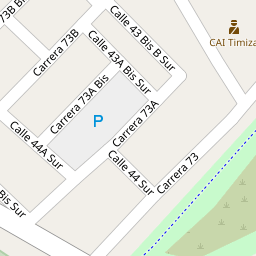 73B Bis
Calle 43 Bis B Sur
CAI Timiza
Carrera 73B
Calle 43A Bis Sur
Carrera 73A Bis
P
Carrera 73A
Calle 44A Sur
Calle 44 Sur
Carrera 73
Bis Sur